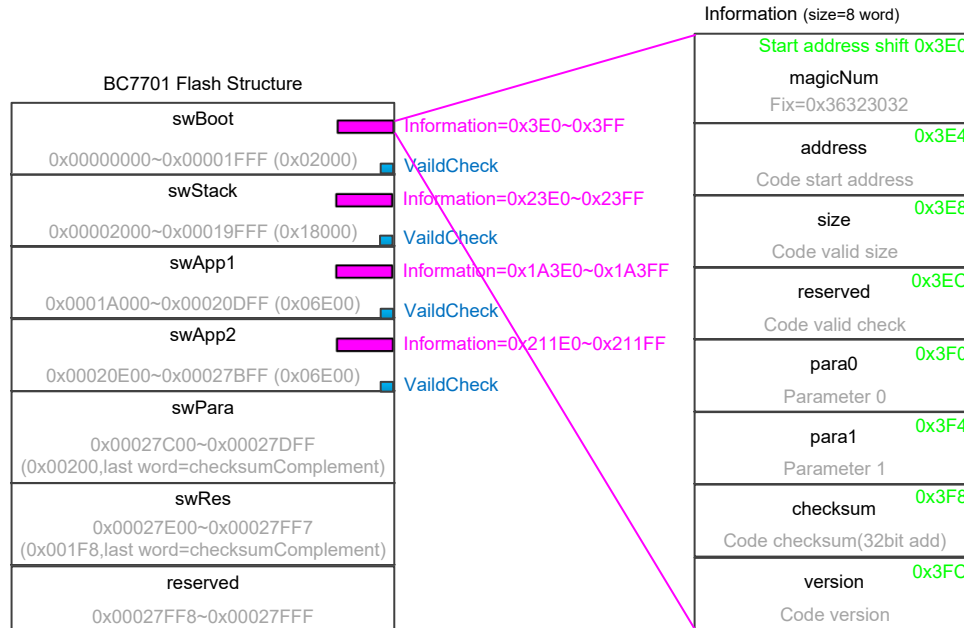 BC7701 Flash Structure
swBoot
0x00000000~0x00001FFF (0x02000)
Information=0x3E0~0x3FF
VaildCheck
swStack
0x00002000~0x00019FFF (0x18000)
Information=0x23E0~0x23FF
VaildCheck
swApp1
0x0001A000~0x00020DFF (0x06E00)
Information=0x1A3E0~0x1A3FF
VaildCheck
swApp2
0x00020E00~0x00027BFF (0x06E00)
Information=0x211E0~0x211FF
VaildCheck
swPara
0x00027C00~0x00027DFF
(0x00200,last word=checksumComplement)
swRes
0x00027E00~0x00027FF7
(0x001F8,last word=checksumComplement)
reserved
0x00027FF8~0x00027FFF
Information (size=8 word)
Start address shift 0x3E0
magicNum
Fix=0x36323032
0x3E4
address
Code start address
0x3E8
size
Code valid size
0x3EC
reserved
Code valid check
0x3F0
para0
Parameter 0
0x3F4
para1
Parameter 1
0x3F8
checksum
Code checksum(32bit add)
0x3FC
version
Code version